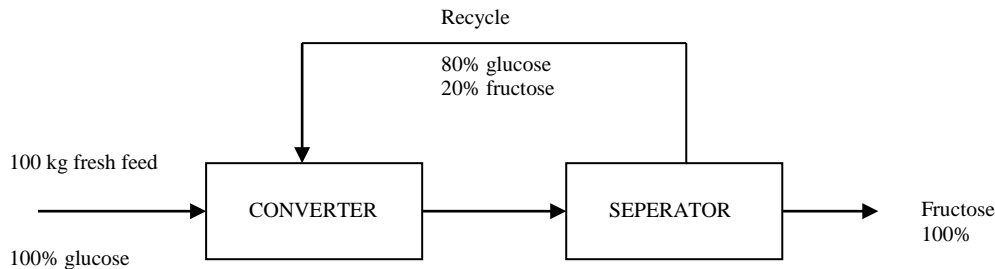 Recycle
80% glucose
20% fructose
100 kg fresh feed
CONVERTER
SEPERATOR
Fructose
100%
100% glucose